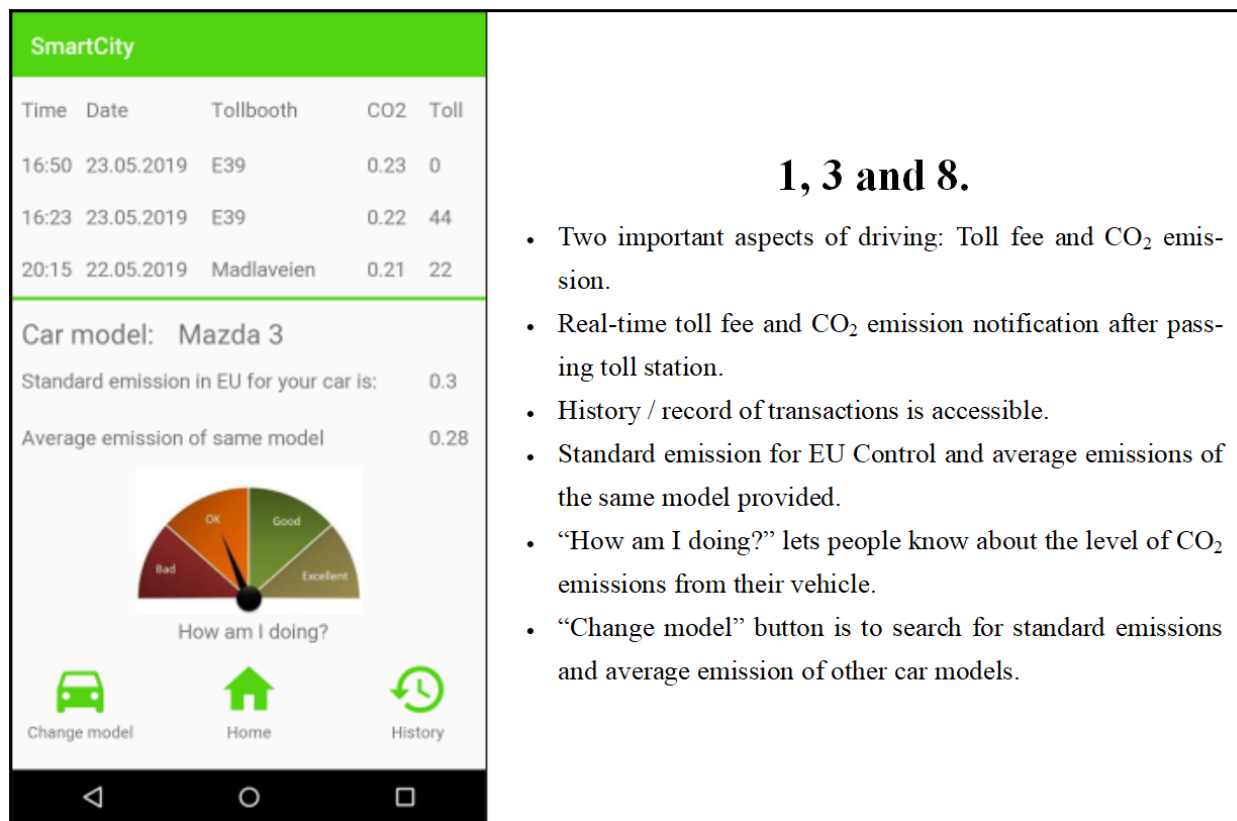 SmartCity
Time Date Tollbooth CO2 Toll
16:50 23.05.2019 E39 0.23 0
16:23 23.05.2019 E39 0.22 44
20:15 22.05.2019 Madlaveien 0.21 22
Car model: Mazda 3
Standard emission in EU for your car is: 0.3
Average emission of same model 0.28
OK Good
Bad Excellent
How am I doing?
Change model Home History
1, 3 and 8.
• Two important aspects of driving: Toll fee and CO₂ emis-
sion.
• Real-time toll fee and CO₂ emission notification after pass-
ing toll station.
• History / record of transactions is accessible.
• Standard emission for EU Control and average emissions of
the same model provided.
• “How am I doing?” lets people know about the level of CO₂
emissions from their vehicle.
• “Change model” button is to search for standard emissions
and average emission of other car models.